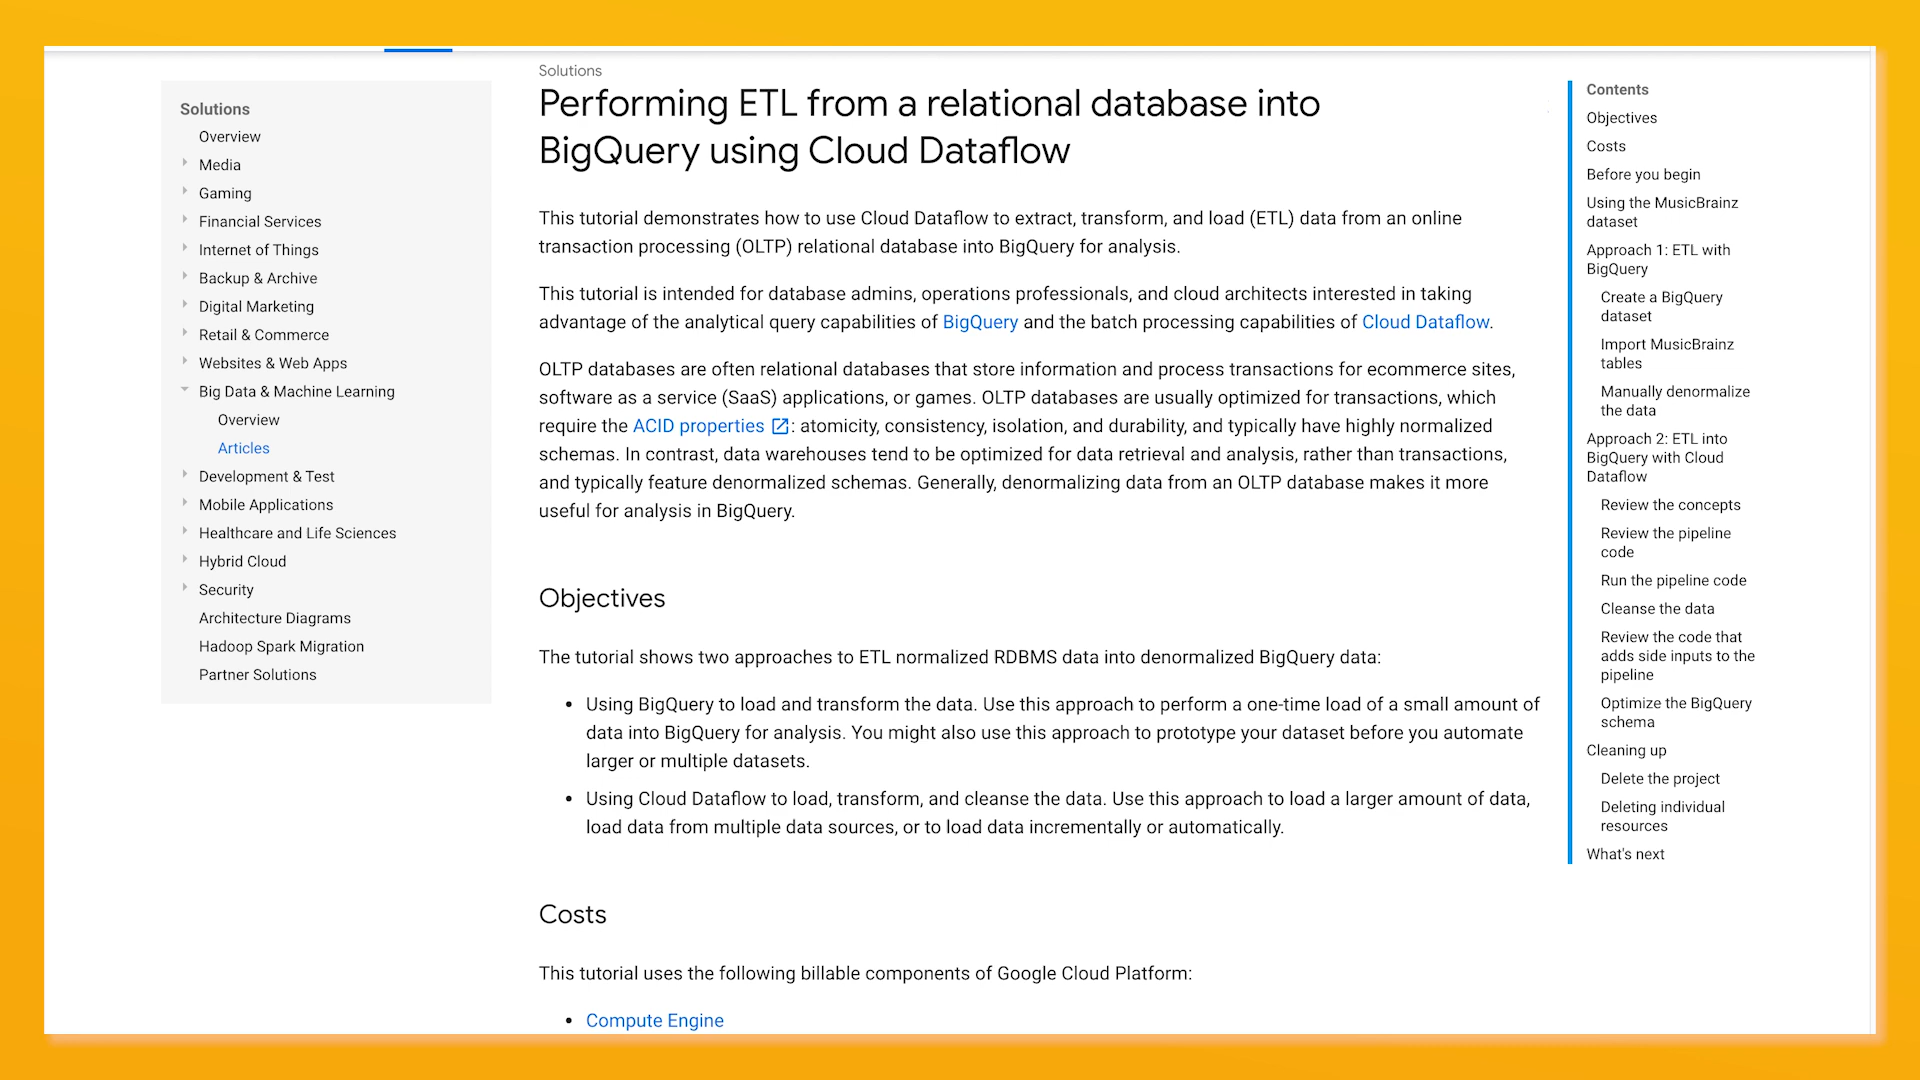 Solutions
Overview
Media
Gaming
Financial Services
Internet of Things
Backup & Archive
Digital Marketing
Retail & Commerce
Websites & Web Apps
Big Data & Machine Learning
Overview
Articles
Development & Test
Mobile Applications
Healthcare and Life Sciences
Hybrid Cloud
Security
Architecture Diagrams
Hadoop Spark Migration
Partner Solutions
Solutions
Performing ETL from a relational database into
BigQuery using Cloud Dataflow
This tutorial demonstrates how to use Cloud Dataflow to extract, transform, and load (ETL) data from an online
transaction processing (OLTP) relational database into BigQuery for analysis.
This tutorial is intended for database admins, operations professionals, and cloud architects interested in taking
advantage of the analytical query capabilities of BigQuery and the batch processing capabilities of Cloud Dataflow.
OLTP databases are often relational databases that store information and process transactions for ecommerce sites,
software as a service (SaaS) applications, or games. OLTP databases are usually optimized for transactions, which
require the ACID properties : atomicity, consistency, isolation, and durability, and typically have highly normalized
schemas. In contrast, data warehouses tend to be optimized for data retrieval and analysis, rather than transactions,
and typically feature denormalized schemas. Generally, denormalizing data from an OLTP database makes it more
useful for analysis in BigQuery.
Objectives
The tutorial shows two approaches to ETL normalized RDBMS data into denormalized BigQuery data:
• Using BigQuery to load and transform the data. Use this approach to perform a one-time load of a small amount of
data into BigQuery for analysis. You might also use this approach to prototype your dataset before you automate
larger or multiple datasets.
• Using Cloud Dataflow to load, transform, and cleanse the data. Use this approach to load a larger amount of data,
load data from multiple data sources, or to load data incrementally or automatically.
Costs
This tutorial uses the following billable components of Google Cloud Platform:
• Compute Engine
Contents
Objectives
Costs
Before you begin
Using the MusicBrainz
dataset
Approach 1: ETL with
BigQuery
Create a BigQuery
dataset
Import MusicBrainz
tables
Manually denormalize
the data
Approach 2: ETL into
BigQuery with Cloud
Dataflow
Review the concepts
Review the pipeline
code
Run the pipeline code
Cleanse the data
Review the code that
adds side inputs to the
pipeline
Optimize the BigQuery
schema
Cleaning up
Delete the project
Deleting individual
resources
What's next